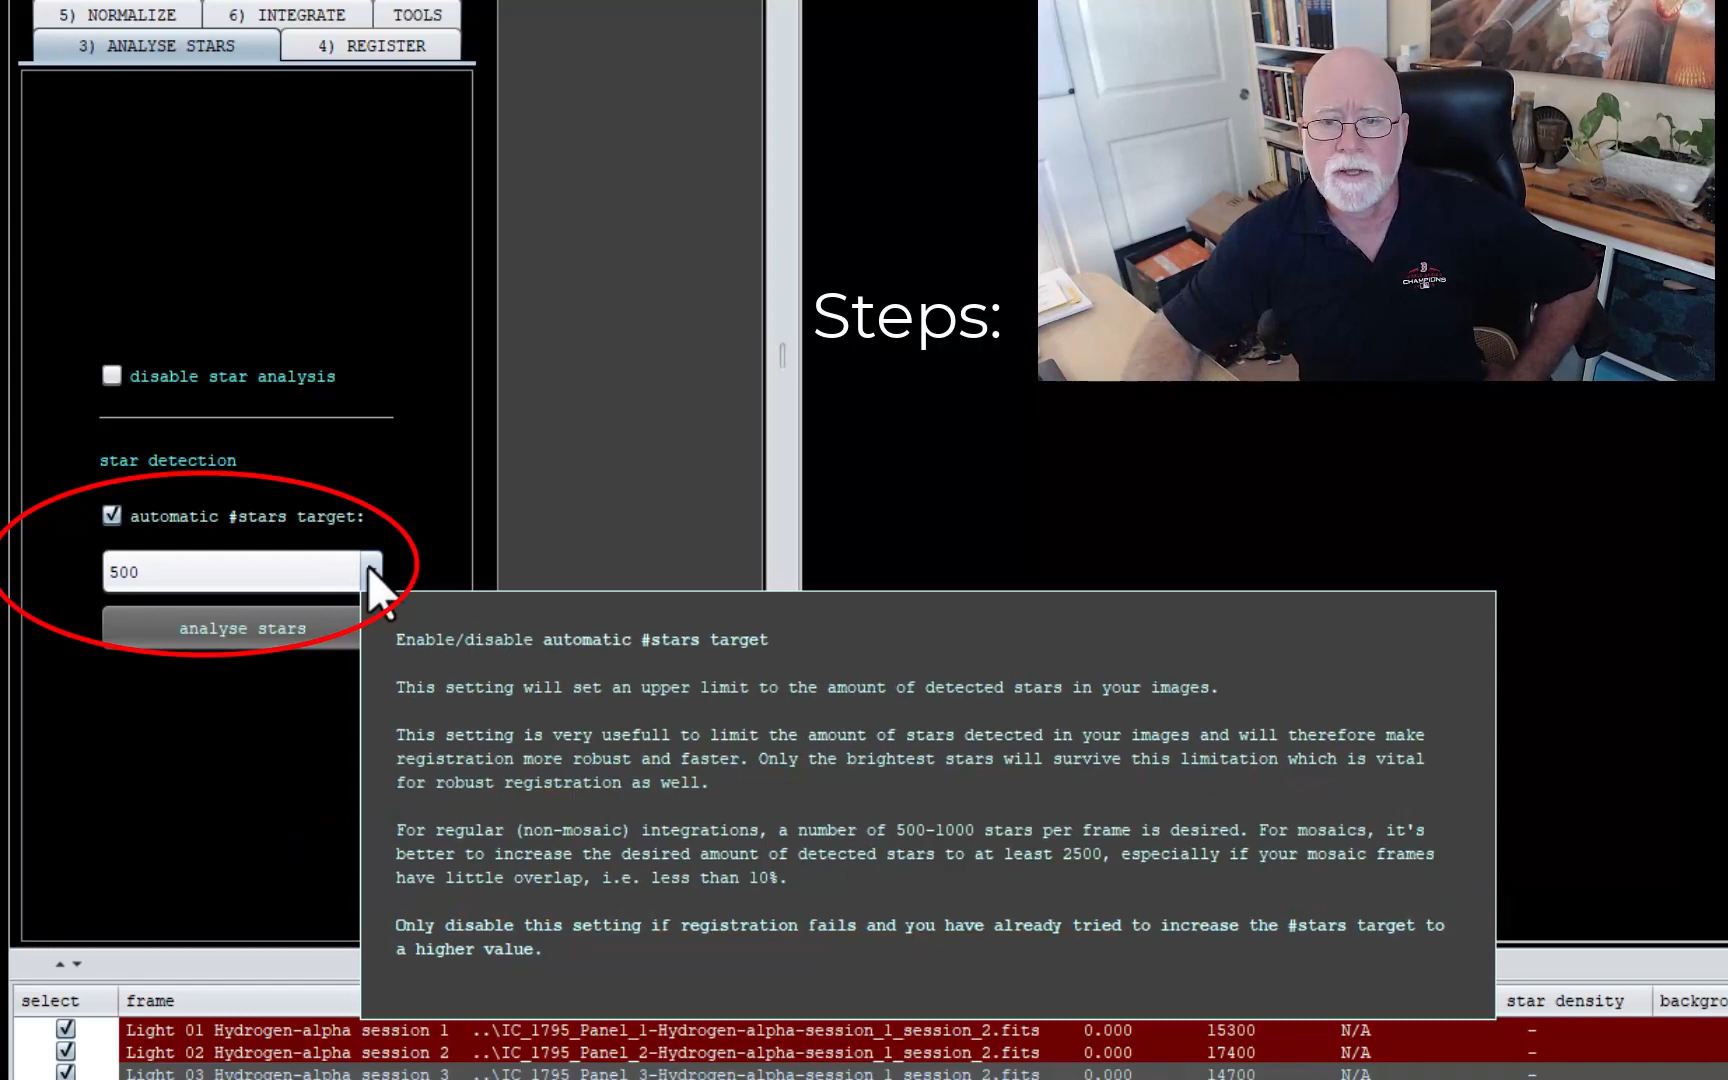 5) NORMALIZE
6) INTEGRATE
TOOLS
3) ANALYSE STARS
4) REGISTER
CHAMPIONS
Steps:
disable star analysis
star detection
automatic #stars target:
500
analyse stars
Enable/disable automatic #stars target
This setting will set an upper limit to the amount of detected stars in your images.
This setting is very usefull to limit the amount of stars detected in your images and will therefore make
registration more robust and faster. Only the brightest stars will survive this limitation which is vital
for robust registration as well.
For regular (non-mosaic) integrations, a number of 500-1000 stars per frame is desired. For mosaics, it's
better to increase the desired amount of detected stars to at least 2500, especially if your mosaic frames
have little overlap, i.e. less than 10%.
Only disable this setting if registration fails and you have already tried to increase the #stars target to
a higher value.
select frame star density backgro
Light 01 Hydrogen-alpha session 1 ..\IC_1795_Panel_1-Hydrogen-alpha-session_1_session_2.fits 0.000 15300 N/A -
Light 02 Hydrogen-alpha session 2 ..\IC_1795_Panel_2-Hydrogen-alpha-session_1_session_2.fits 0.000 17400 N/A -
Light 03 Hydrogen-alpha session 3 ..\IC_1795_Panel_3-Hydrogen-alpha-session_1_session_2.fits 0.000 14700 N/A